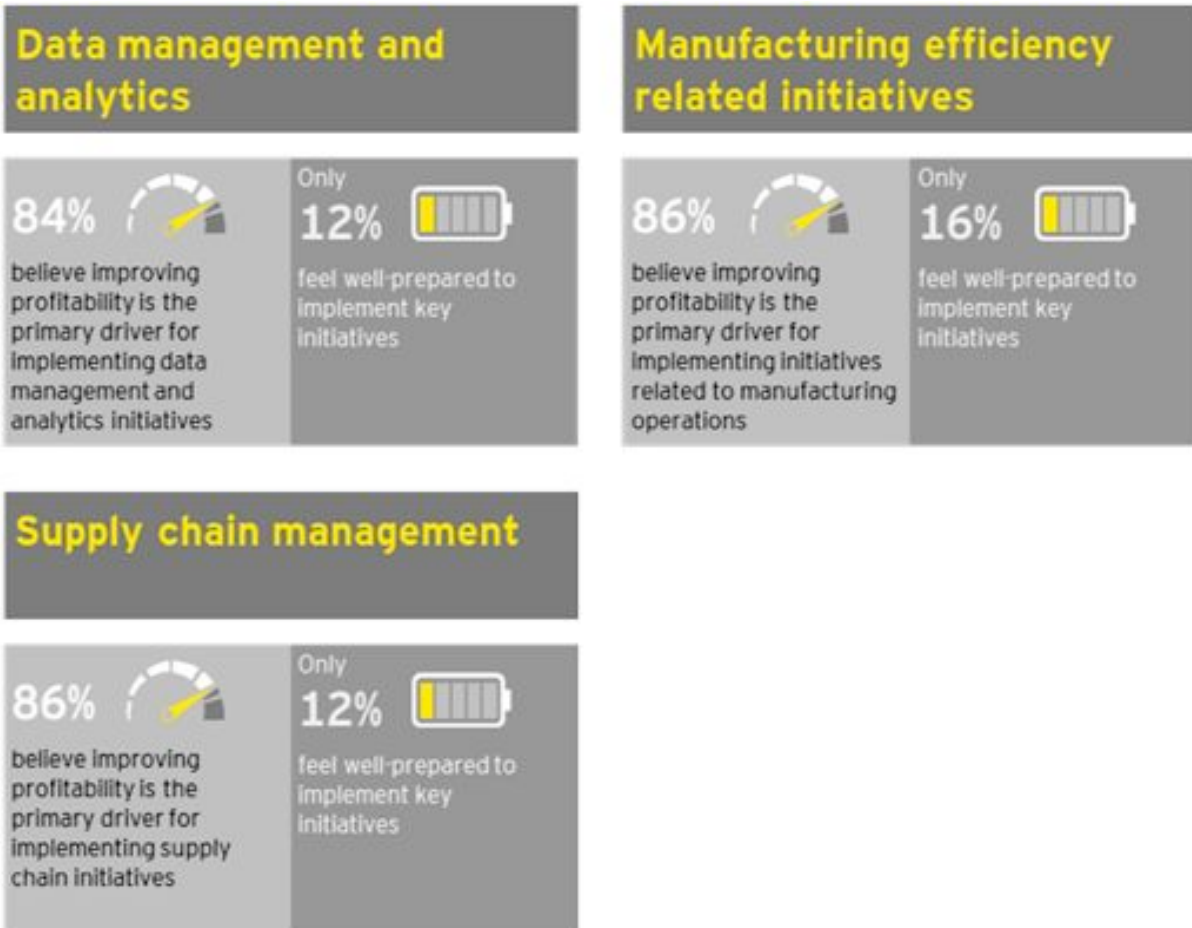 Data management and
analytics
84%
believe improving
profitability is the
primary driver for
implementing data
management and
analytics initiatives
Only
12%
feel well-prepared to
implement key
initiatives
Manufacturing efficiency
related initiatives
86%
believe improving
profitability is the
primary driver for
implementing initiatives
related to manufacturing
operations
Only
16%
feel well-prepared to
implement key
initiatives
Supply chain management
86%
believe improving
profitability is the
primary driver for
implementing supply
chain initiatives
Only
12%
feel well-prepared to
implement key
initiatives